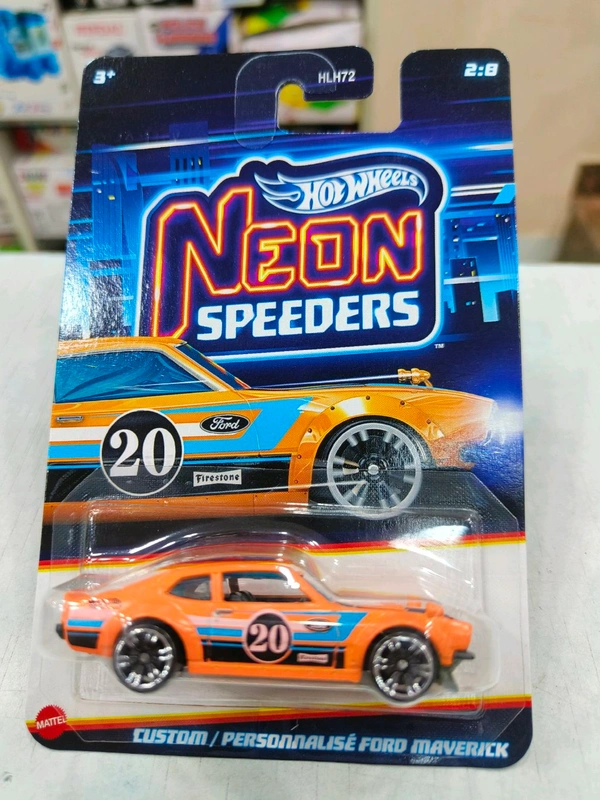 3+
HLH72
2:8
Hot Wheels
NEON
SPEEDERS
™
Ford
20
Firestone
20
MATTEL
CUSTOM / PERSONNALISÉ FORD MAVERICK